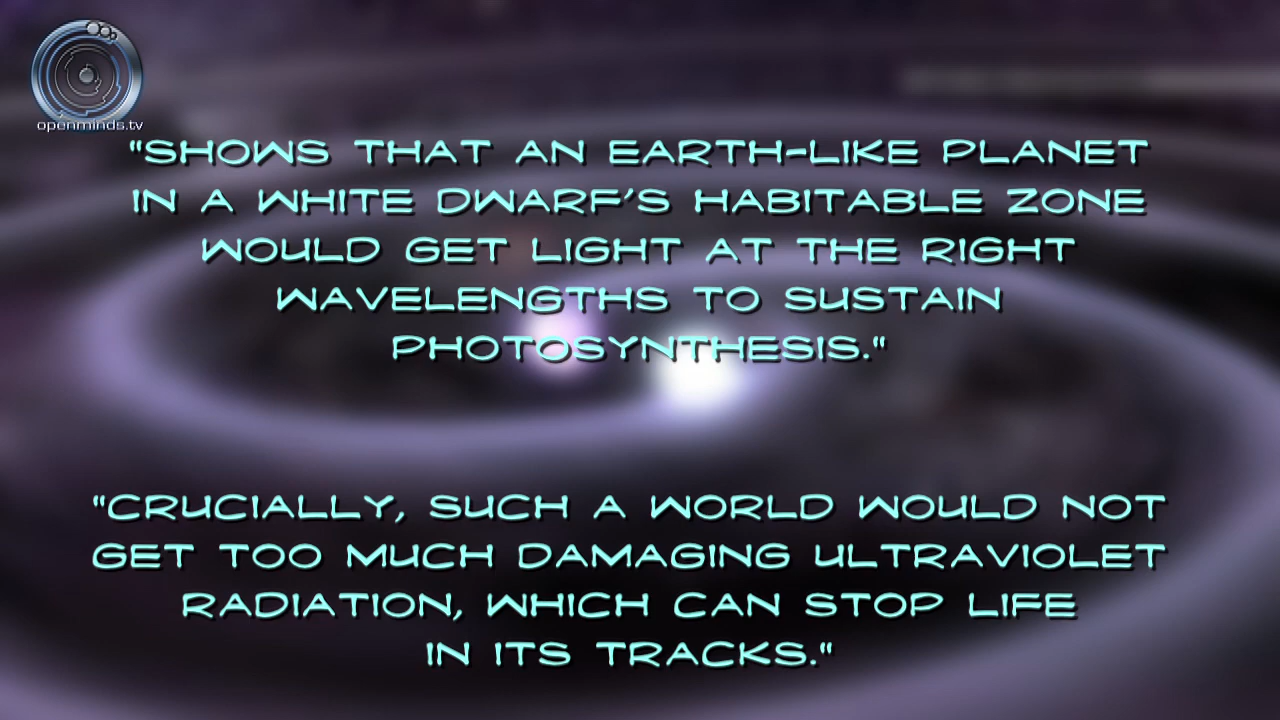 openminds.tv
"SHOWS THAT AN EARTH-LIKE PLANET
IN A WHITE DWARF'S HABITABLE ZONE
WOULD GET LIGHT AT THE RIGHT
WAVELENGTHS TO SUSTAIN
PHOTOSYNTHESIS."
"CRUCIALLY, SUCH A WORLD WOULD NOT
GET TOO MUCH DAMAGING ULTRAVIOLET
RADIATION, WHICH CAN STOP LIFE
IN ITS TRACKS."